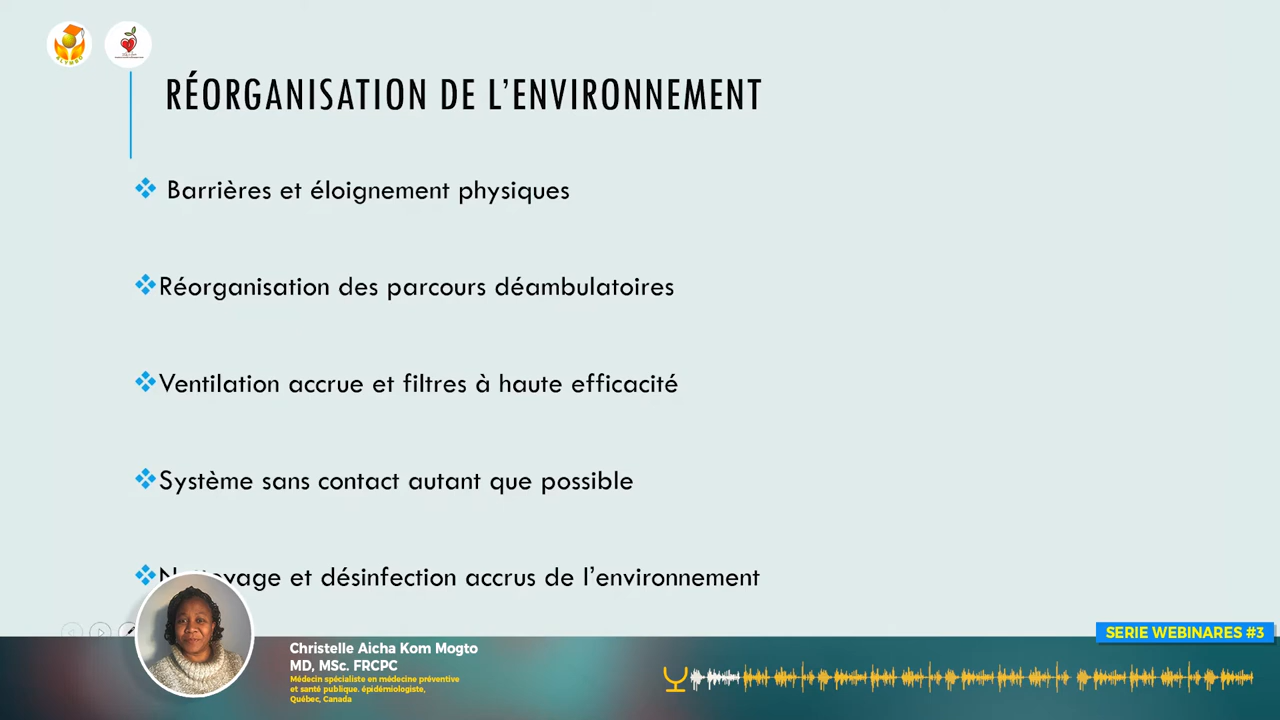 RÉORGANISATION DE L'ENVIRONNEMENT
Barrières et éloignement physiques
Réorganisation des parcours déambulatoires
Ventilation accrue et filtres à haute efficacité
Système sans contact autant que possible
Nettoyage et désinfection accrus de l'environnement
SERIE WEBINARES #3
Christelle Aicha Kom Mogto
MD, MSc. FRCPC
Médecin spécialiste en médecine préventive
et santé publique. épidémiologiste,
Québec, Canada